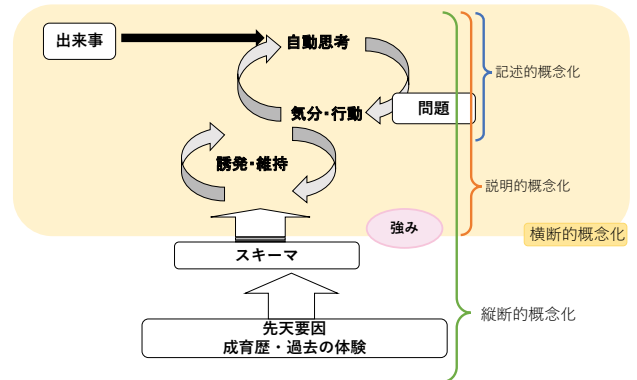 出来事
自動思考
記述的概念化
気分・行動
問題
誘発・維持
説明的概念化
強み
横断的概念化
スキーマ
縦断的概念化
先天要因
成育歴・過去の体験